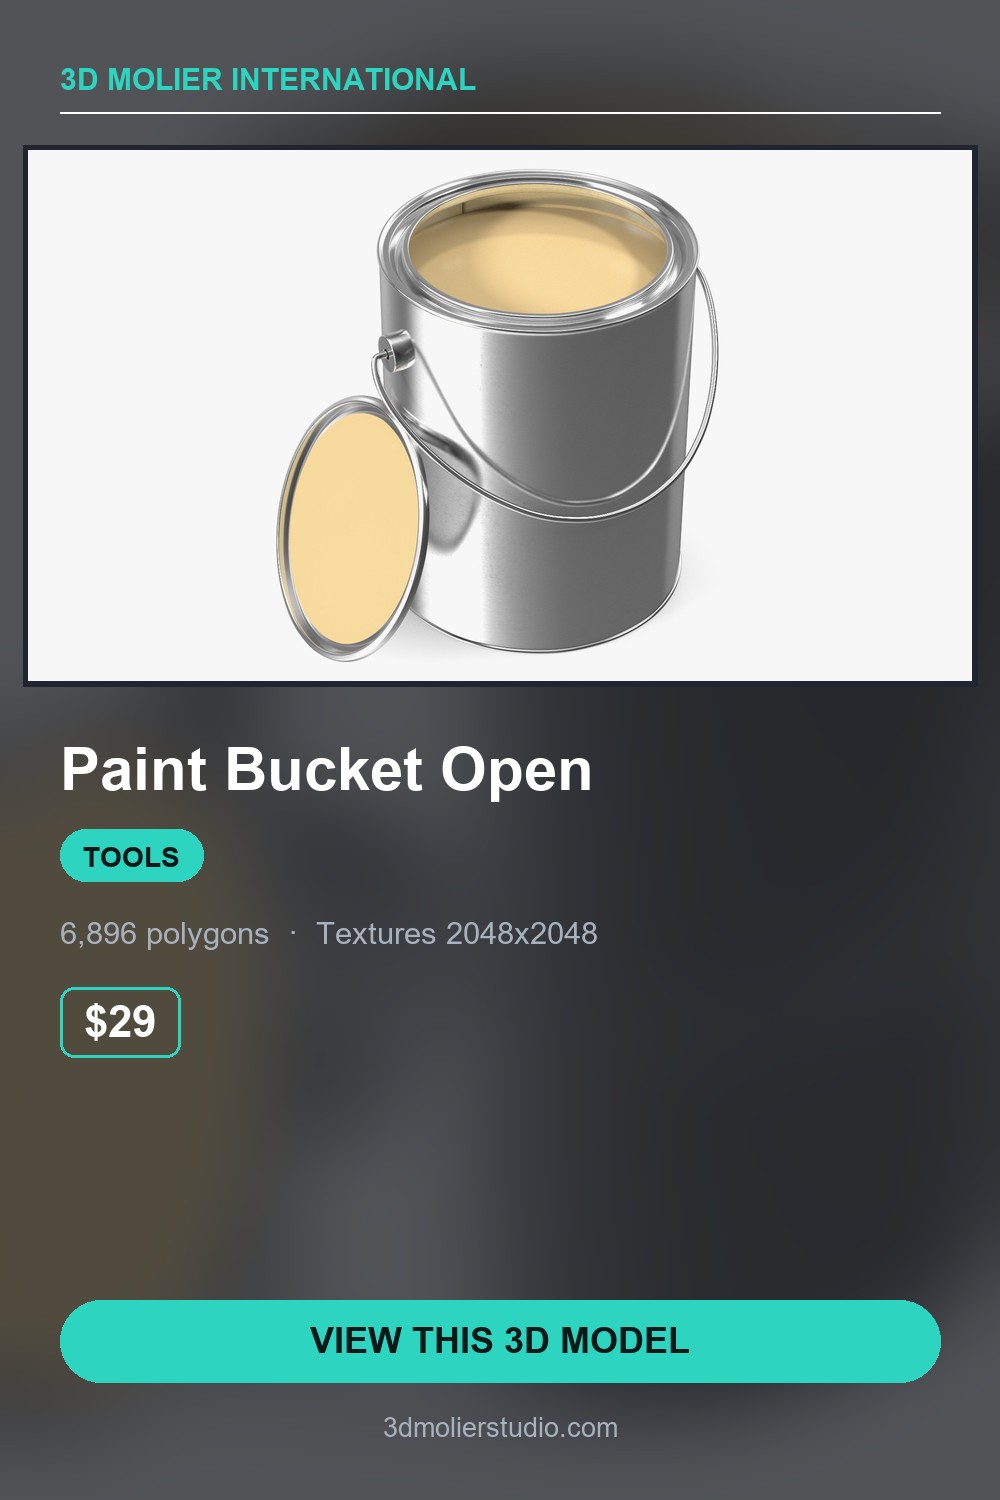 3D MOLIER INTERNATIONAL
Paint Bucket Open
TOOLS
6,896 polygons · Textures 2048x2048
$29
VIEW THIS 3D MODEL
3dmolierstudio.com